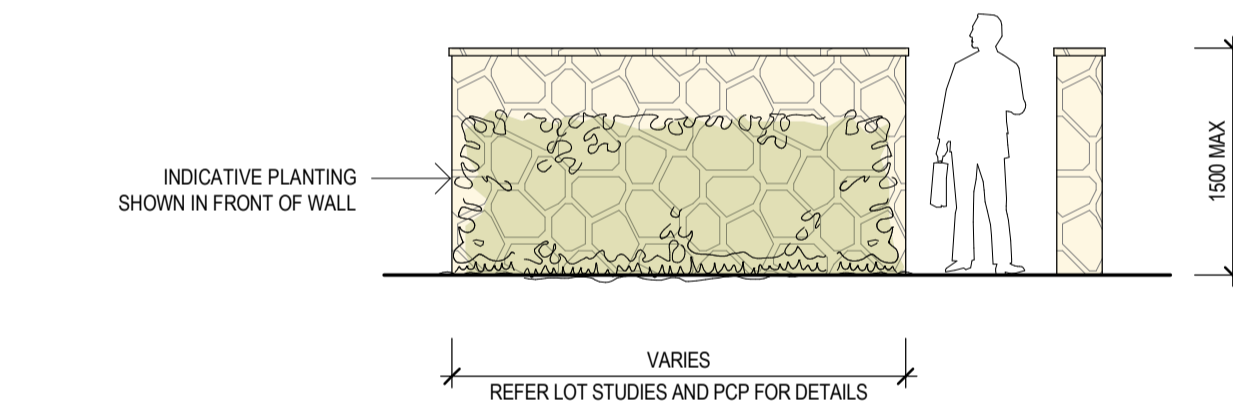 INDICATIVE PLANTING
SHOWN IN FRONT OF WALL
1500 MAX
VARIES
REFER LOT STUDIES AND PCP FOR DETAILS